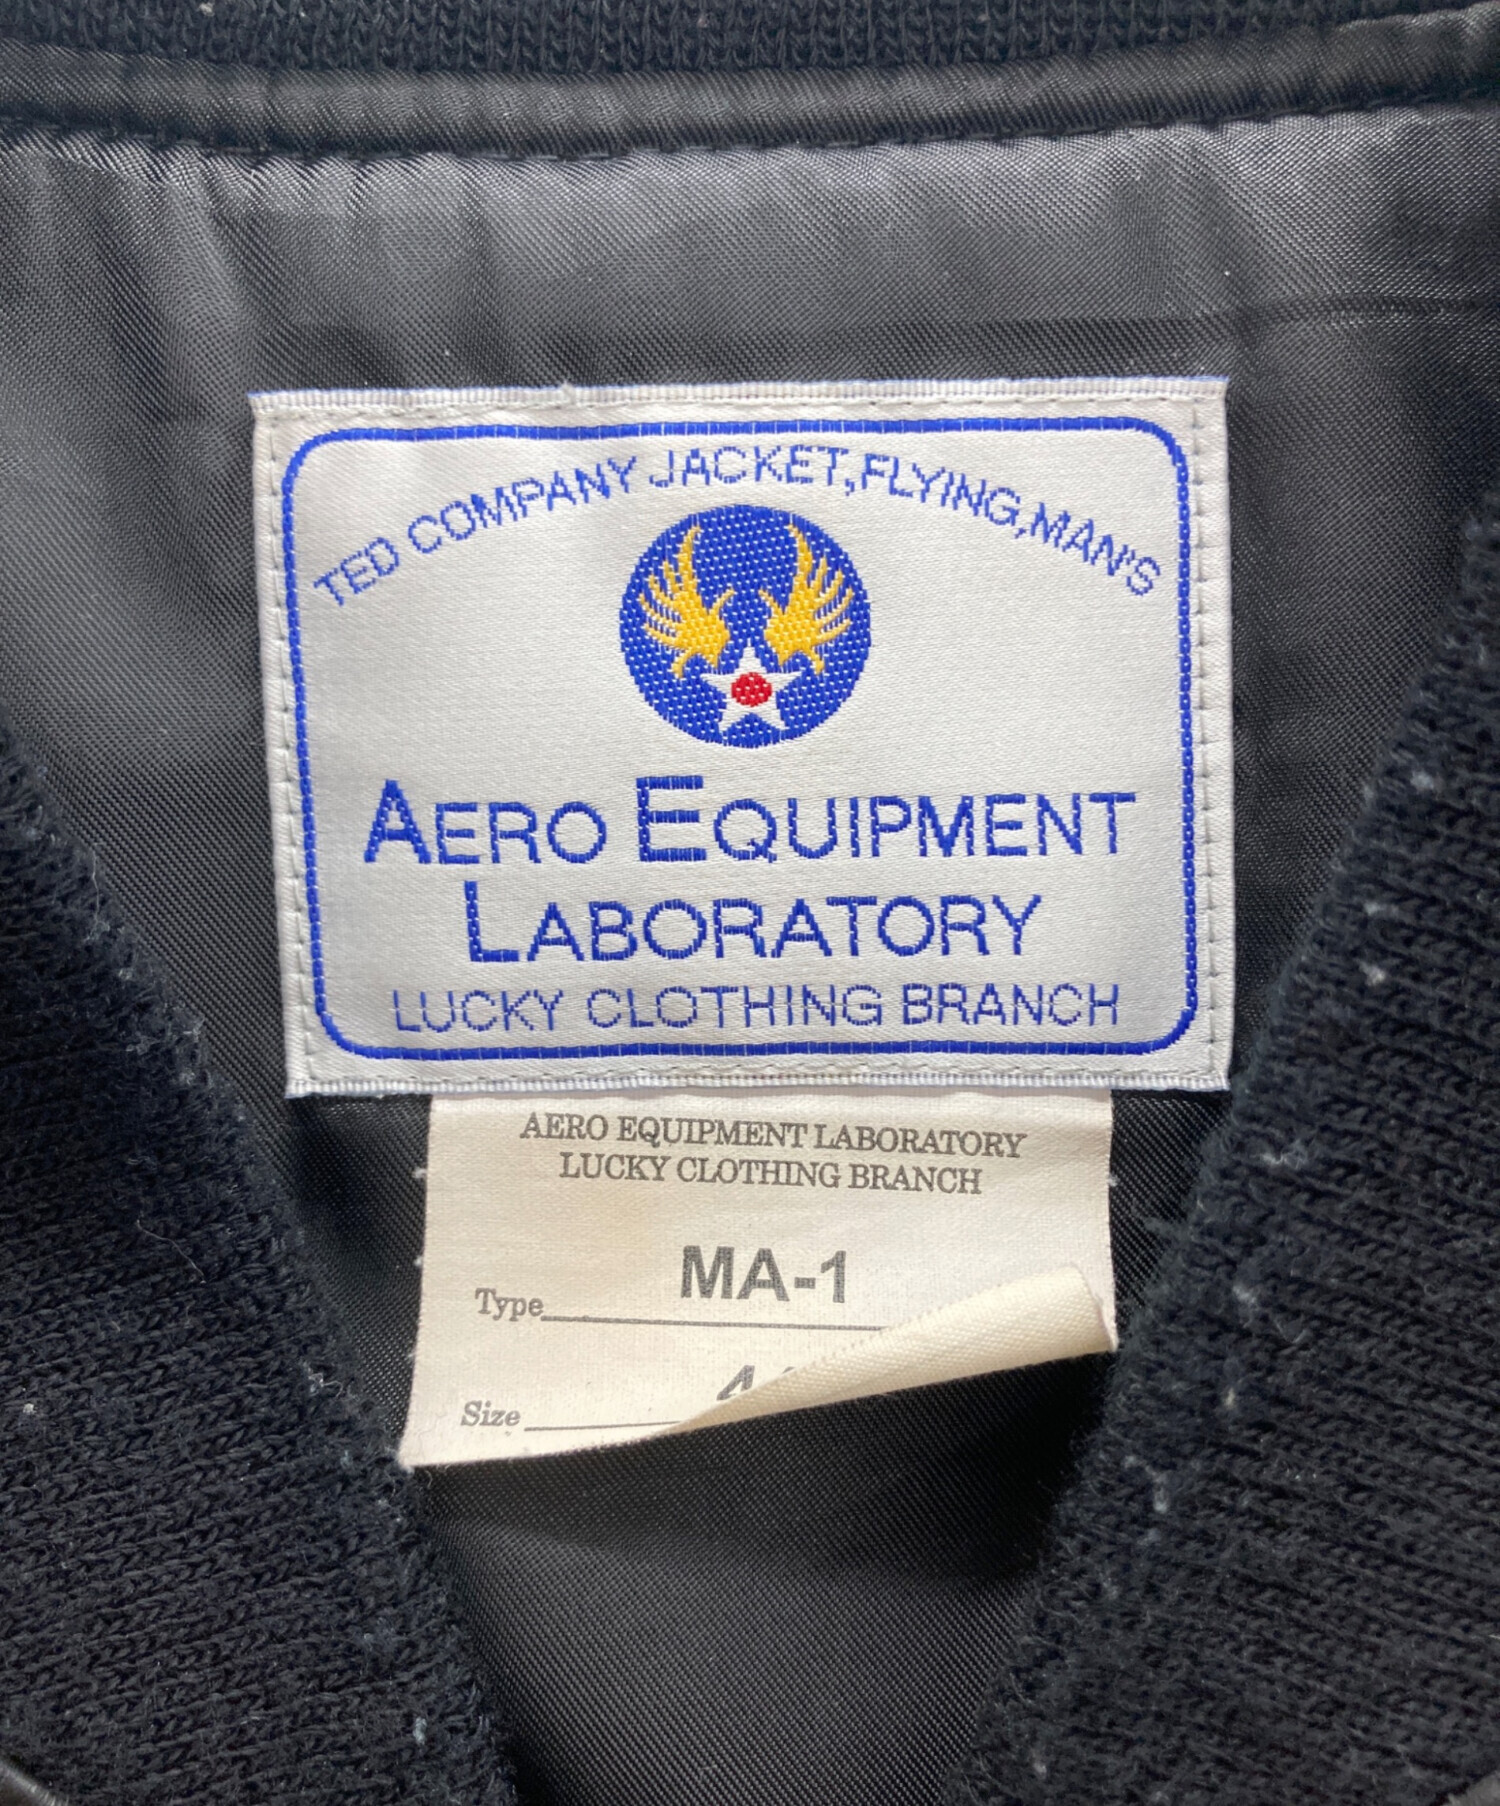 TED COMPANY JACKET,FLYING,MAN'S
AERO EQUIPMENT
LABORATORY
LUCKY CLOTHING BRANCH
AERO EQUIPMENT LABORATORY
LUCKY CLOTHING BRANCH
Type MA-1
Size